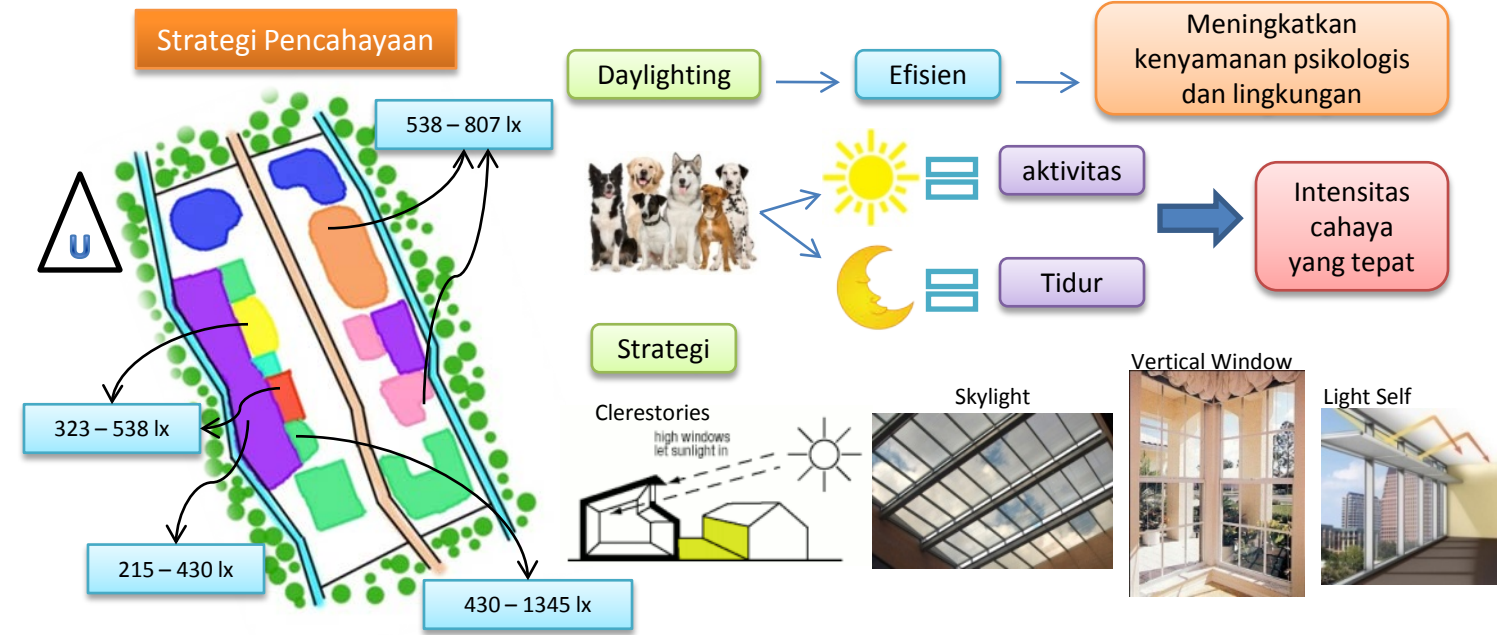 Strategi Pencahayaan
538 – 807 lx
U
323 – 538 lx
215 – 430 lx
430 – 1345 lx
Daylighting
Efisien
Meningkatkan
kenyamanan psikologis
dan lingkungan
aktivitas
Tidur
Intensitas
cahaya
yang tepat
Strategi
Clerestories
high windows
let sunlight in
Skylight
Vertical Window
Light Self